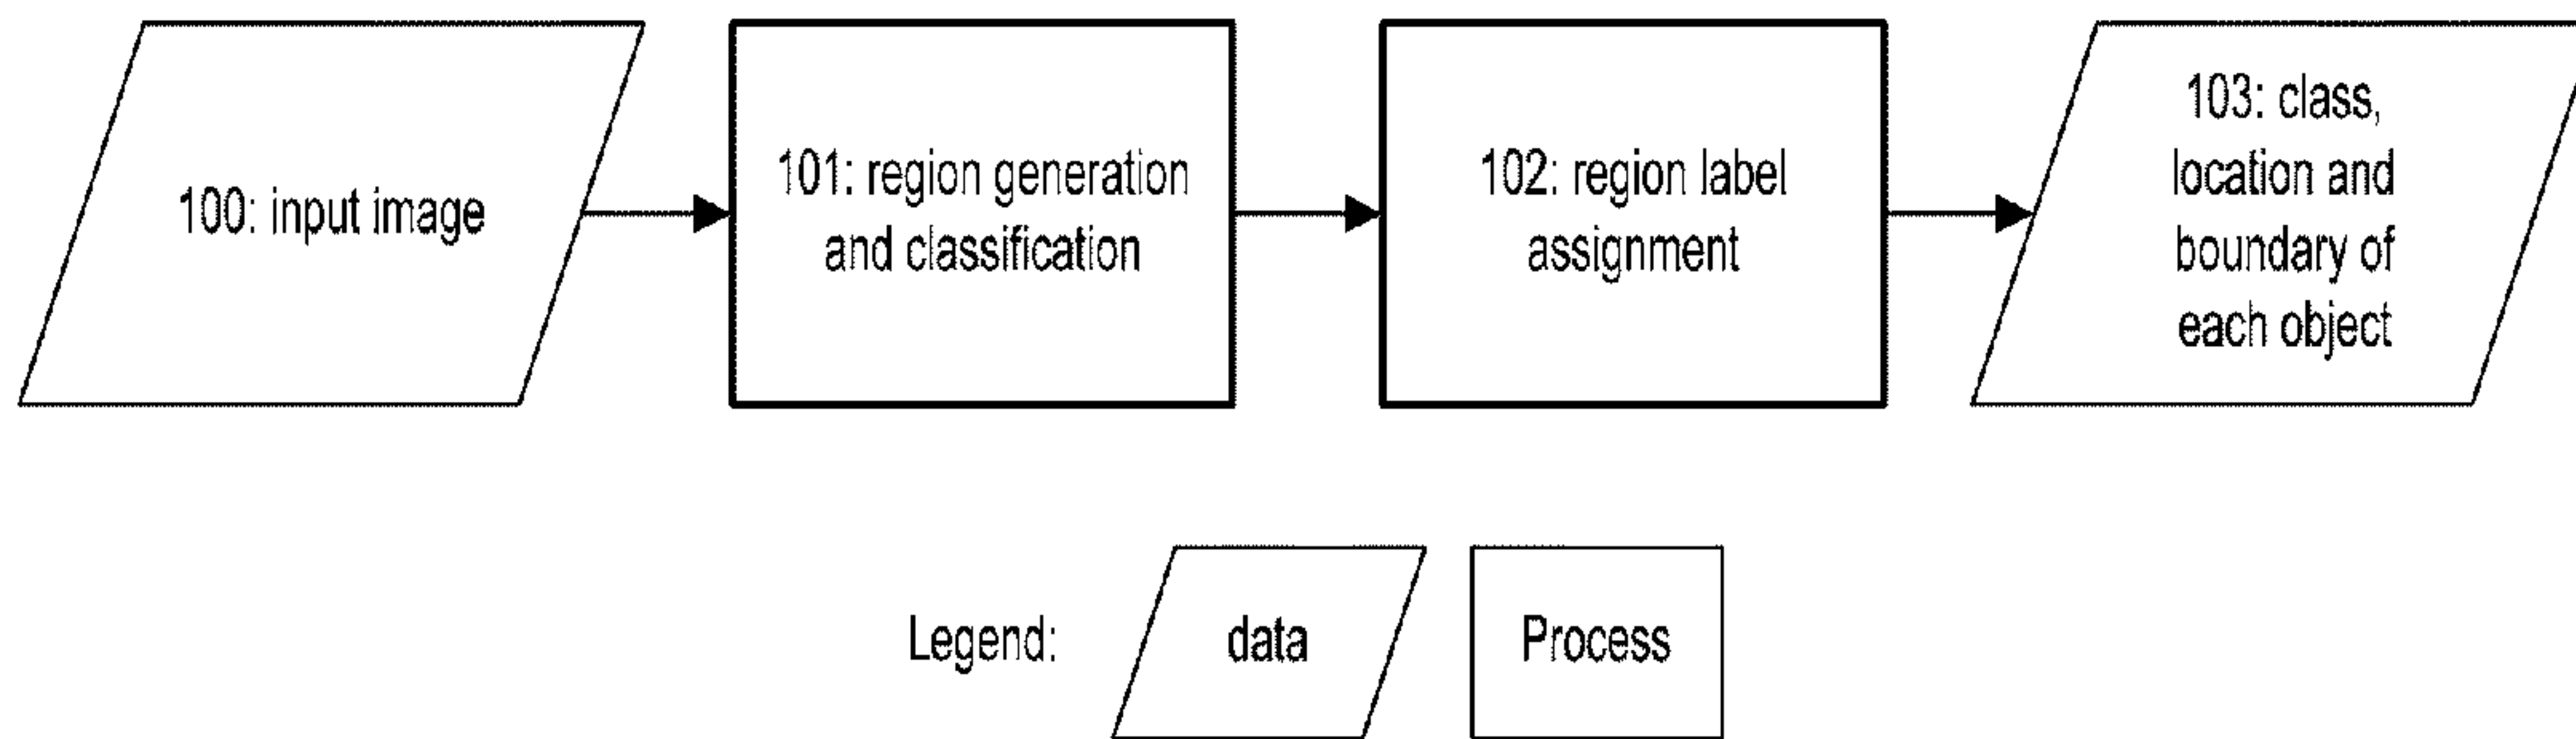 100: input image
101: region generation
and classification
102: region label
assignment
103: class,
location and
boundary of
each object
Legend:
data
Process